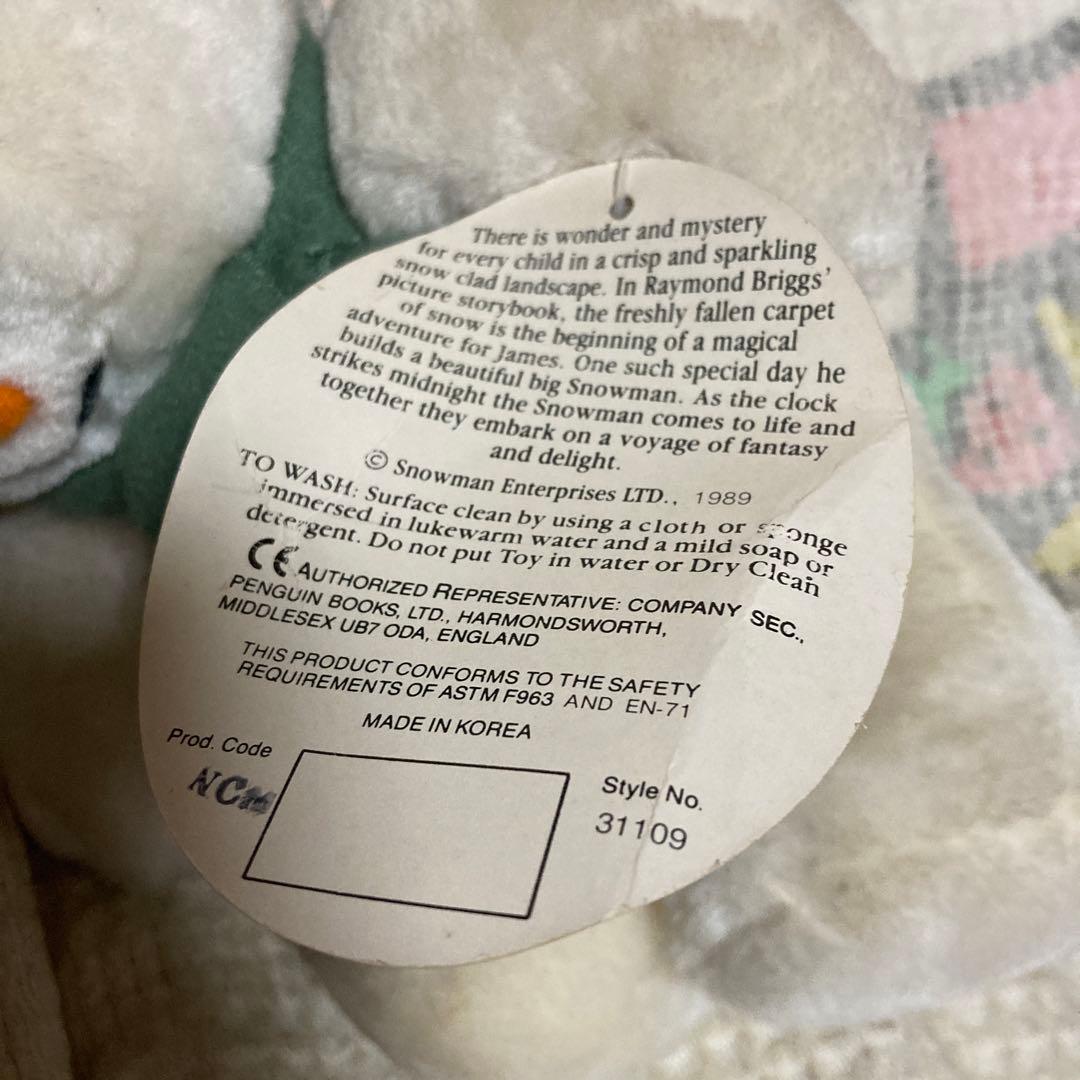 There is wonder and mystery
for every child in a crisp and sparkling
snow clad landscape. In Raymond Briggs'
picture storybook, the freshly fallen carpet
of snow is the beginning of a magical
adventure for James. One such special day he
builds a beautiful big Snowman. As the clock
strikes midnight the Snowman comes to life and
together they embark on a voyage of fantasy
and delight.
© Snowman Enterprises LTD., 1989
TO WASH: Surface clean by using a cloth or sponge
immersed in lukewarm water and a mild soap or
detergent. Do not put Toy in water or Dry Clean
CE AUTHORIZED REPRESENTATIVE: COMPANY SEC.,
PENGUIN BOOKS, LTD., HARMONDSWORTH,
MIDDLESEX UB7 ODA, ENGLAND
THIS PRODUCT CONFORMS TO THE SAFETY
REQUIREMENTS OF ASTM F963 AND EN-71
MADE IN KOREA
Prod. Code
Style No.
31109